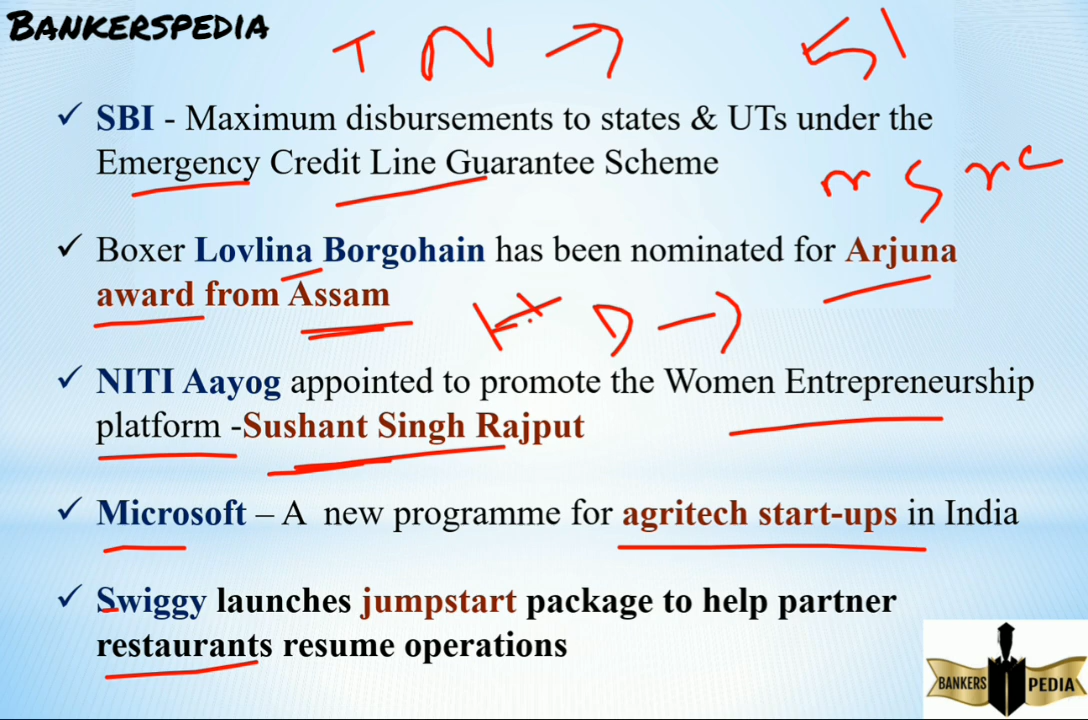 BANKERSPEDIA
T N →
✓ SBI - Maximum disbursements to states & UTs under the
Emergency Credit Line Guarantee Scheme
✓ Boxer Lovlina Borgohain has been nominated for Arjuna
award from Assam
✓ NITI Aayog appointed to promote the Women Entrepreneurship
platform -Sushant Singh Rajput
✓ Microsoft – A new programme for agritech start-ups in India
✓ Swiggy launches jumpstart package to help partner
restaurants resume operations
BANKERS PEDIA